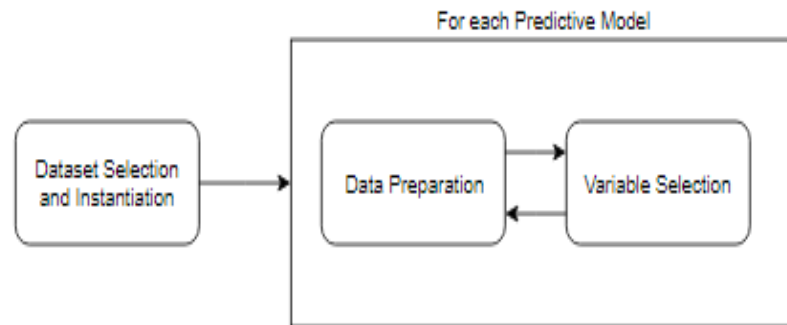 For each Predictive Model
Dataset Selection
and Instantiation
Data Preparation
Variable Selection